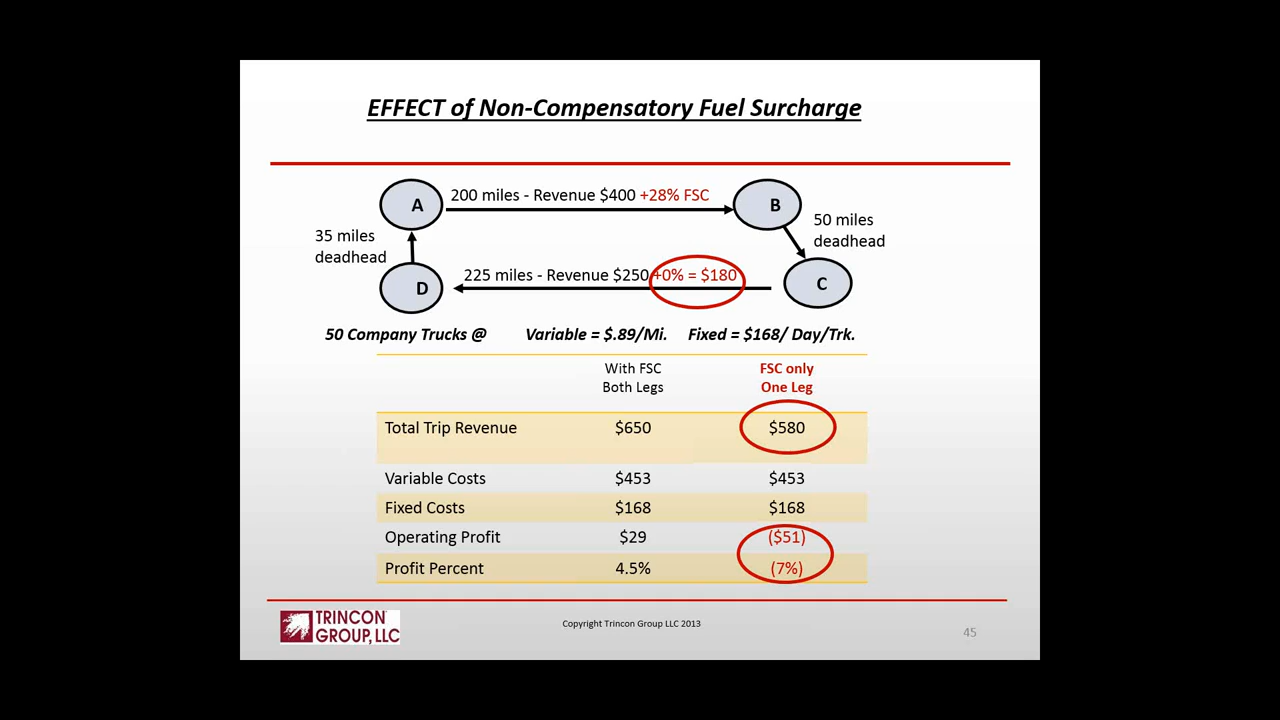 EFFECT of Non-Compensatory Fuel Surcharge
A
200 miles - Revenue $400 +28% FSC
B
50 miles
deadhead
35 miles
deadhead
225 miles - Revenue $250 +0% = $180
D
C
50 Company Trucks @ Variable = $.89/Mi. Fixed = $168/ Day/Trk.
With FSC FSC only
Both Legs One Leg
Total Trip Revenue $650 $580
Variable Costs $453 $453
Fixed Costs $168 $168
Operating Profit $29 ($51)
Profit Percent 4.5% (7%)
TRINCON
GROUP, LLC
Copyright Trincon Group LLC 2013
45